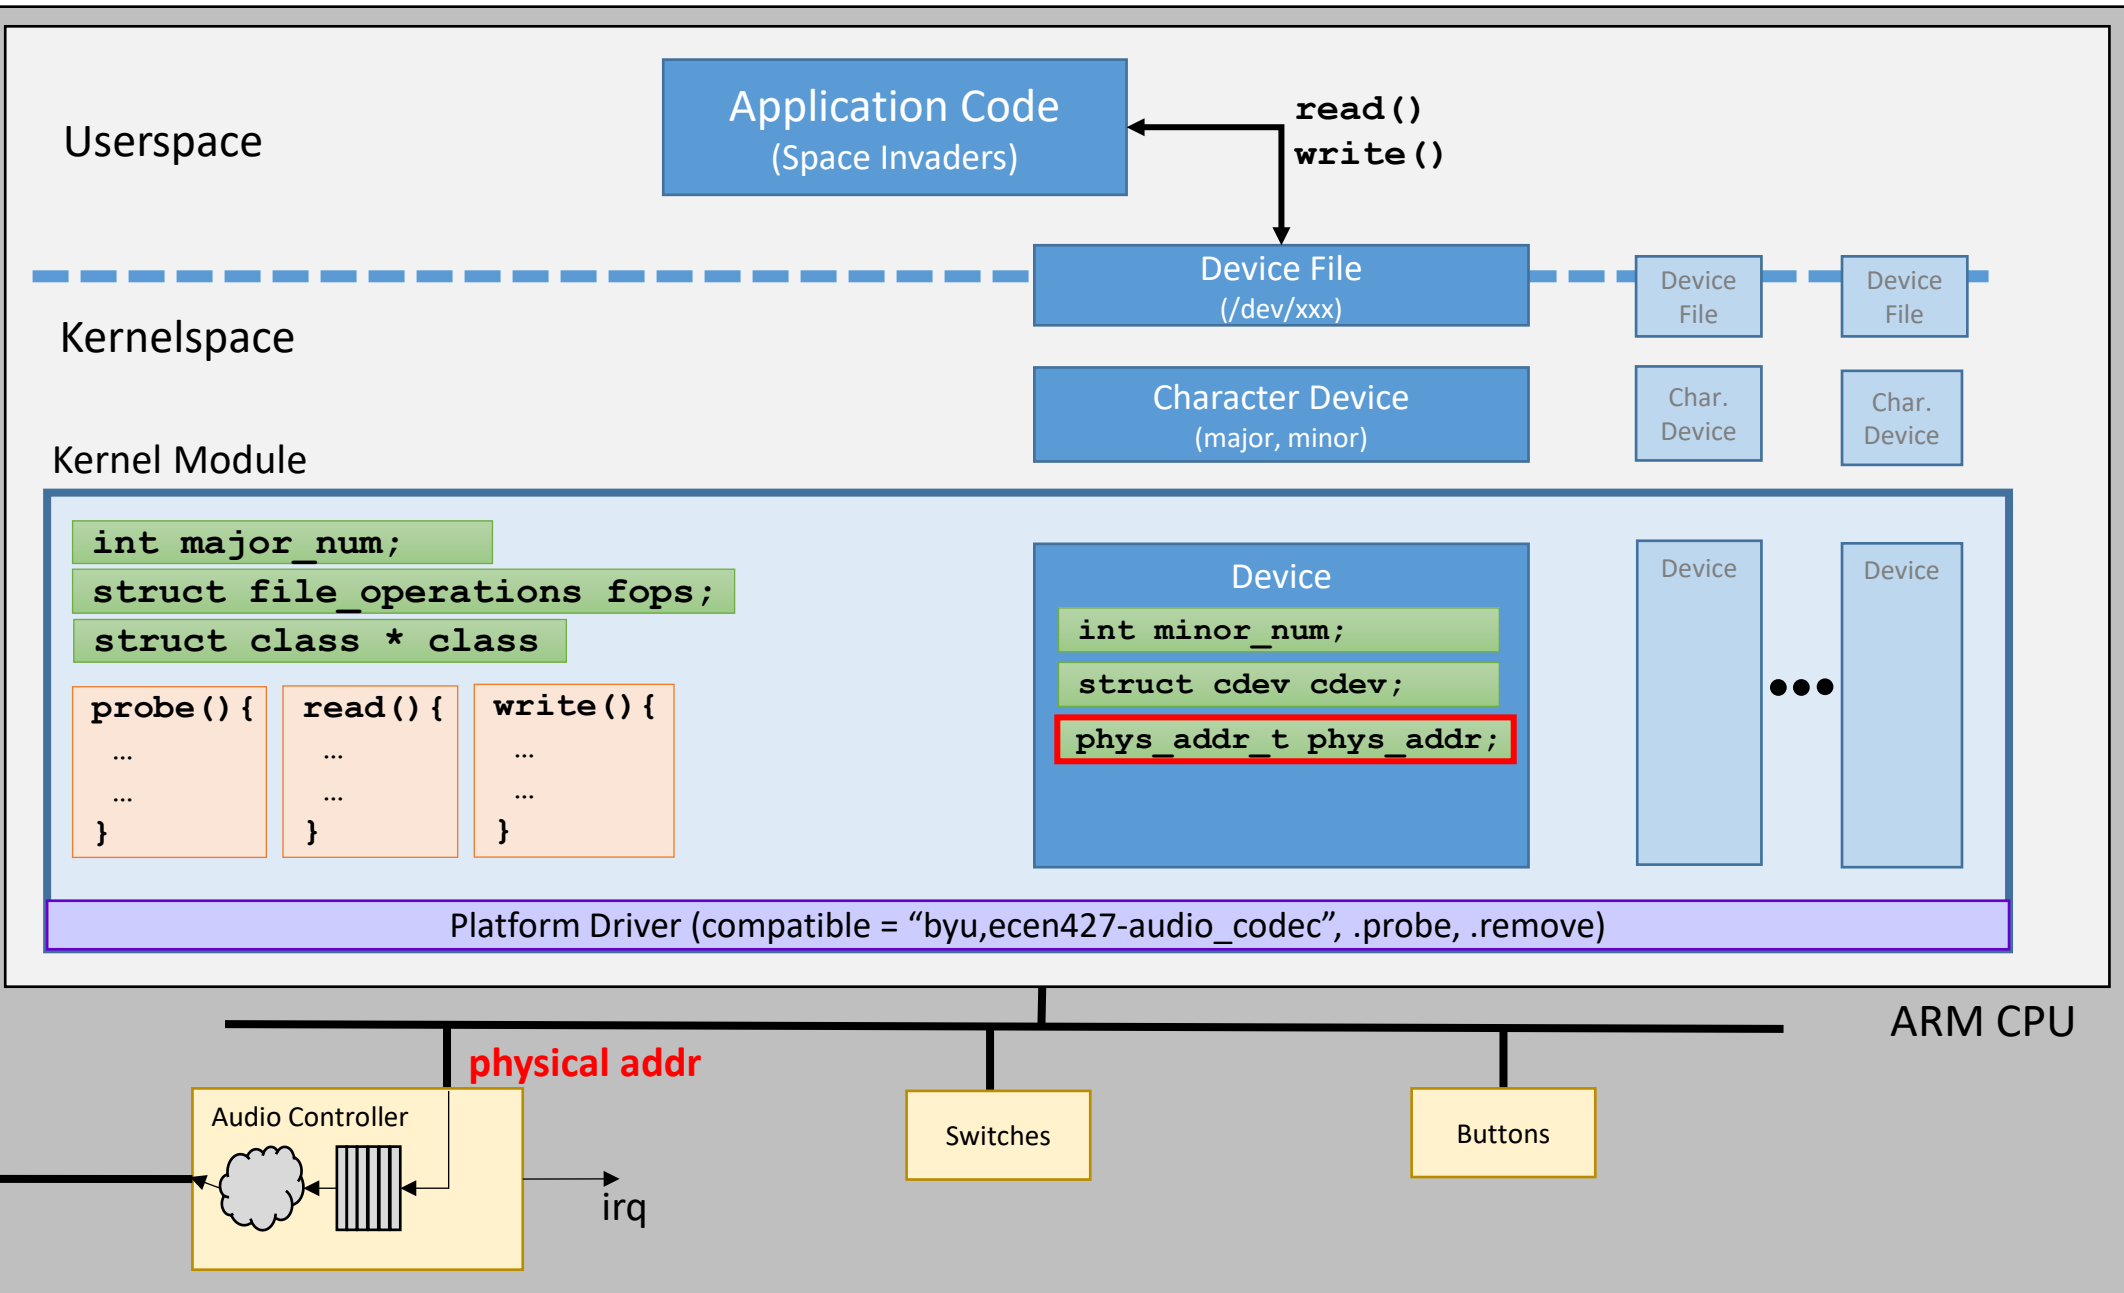 Userspace
Application Code
(Space Invaders)
read()
write()
Device File
(/dev/xxx)
Device
File
Device
File
Kernelspace
Character Device
(major, minor)
Char.
Device
Char.
Device
Kernel Module
int major_num;
struct file_operations fops;
struct class * class
probe(){
…
…
}
read(){
…
…
}
write(){
…
…
}
Device
int minor_num;
struct cdev cdev;
phys_addr_t phys_addr;
Device
Device
Platform Driver (compatible = “byu,ecen427-audio_codec”, .probe, .remove)
ARM CPU
physical addr
Audio Controller
irq
Switches
Buttons